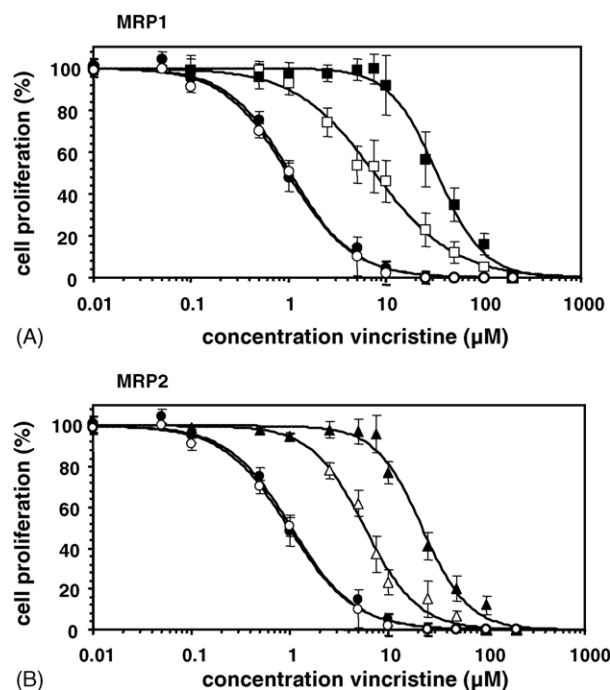 MRP1
cell proliferation (%)
100
80
60
40
20
0
0.01 0.1 1 10 100 1000
(A) concentration vincristine (µM)
MRP2
cell proliferation (%)
100
80
60
40
20
0
0.01 0.1 1 10 100 1000
(B) concentration vincristine (µM)